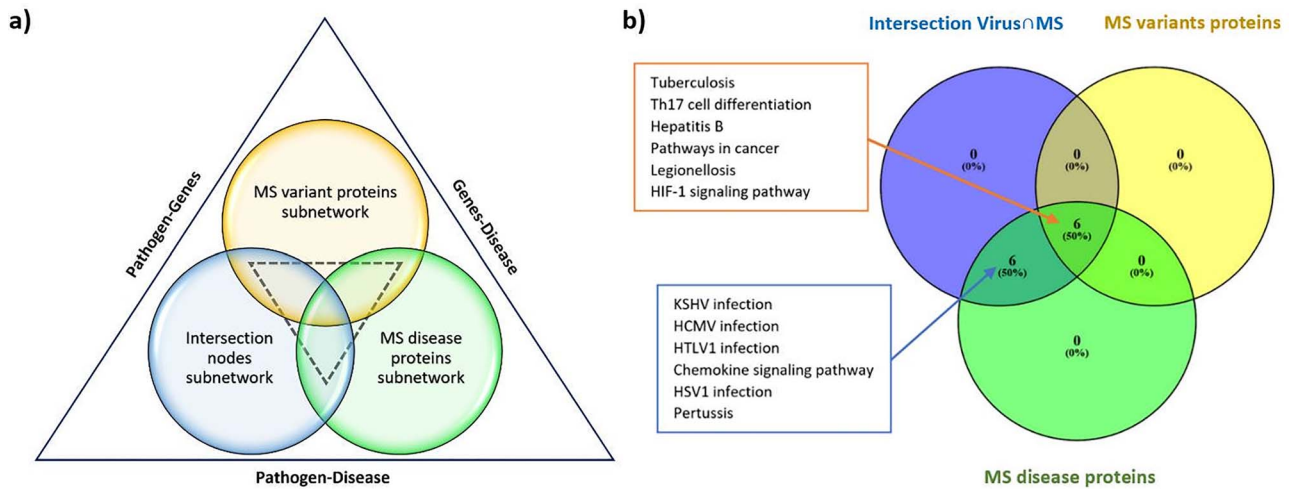 a)
Pathogen-Genes
Genes-Disease
MS variant proteins
subnetwork
Intersection
nodes
subnetwork
MS disease
proteins
subnetwork
Pathogen-Disease
b)
Intersection Virus∩MS
MS variants proteins
Tuberculosis
Th17 cell differentiation
Hepatitis B
Pathways in cancer
Legionellosis
HIF-1 signaling pathway
0
(0%)
0
(0%)
0
(0%)
6
(50%)
6
(50%)
0
(0%)
0
(0%)
KSHV infection
HCMV infection
HTLV1 infection
Chemokine signaling pathway
HSV1 infection
Pertussis
MS disease proteins